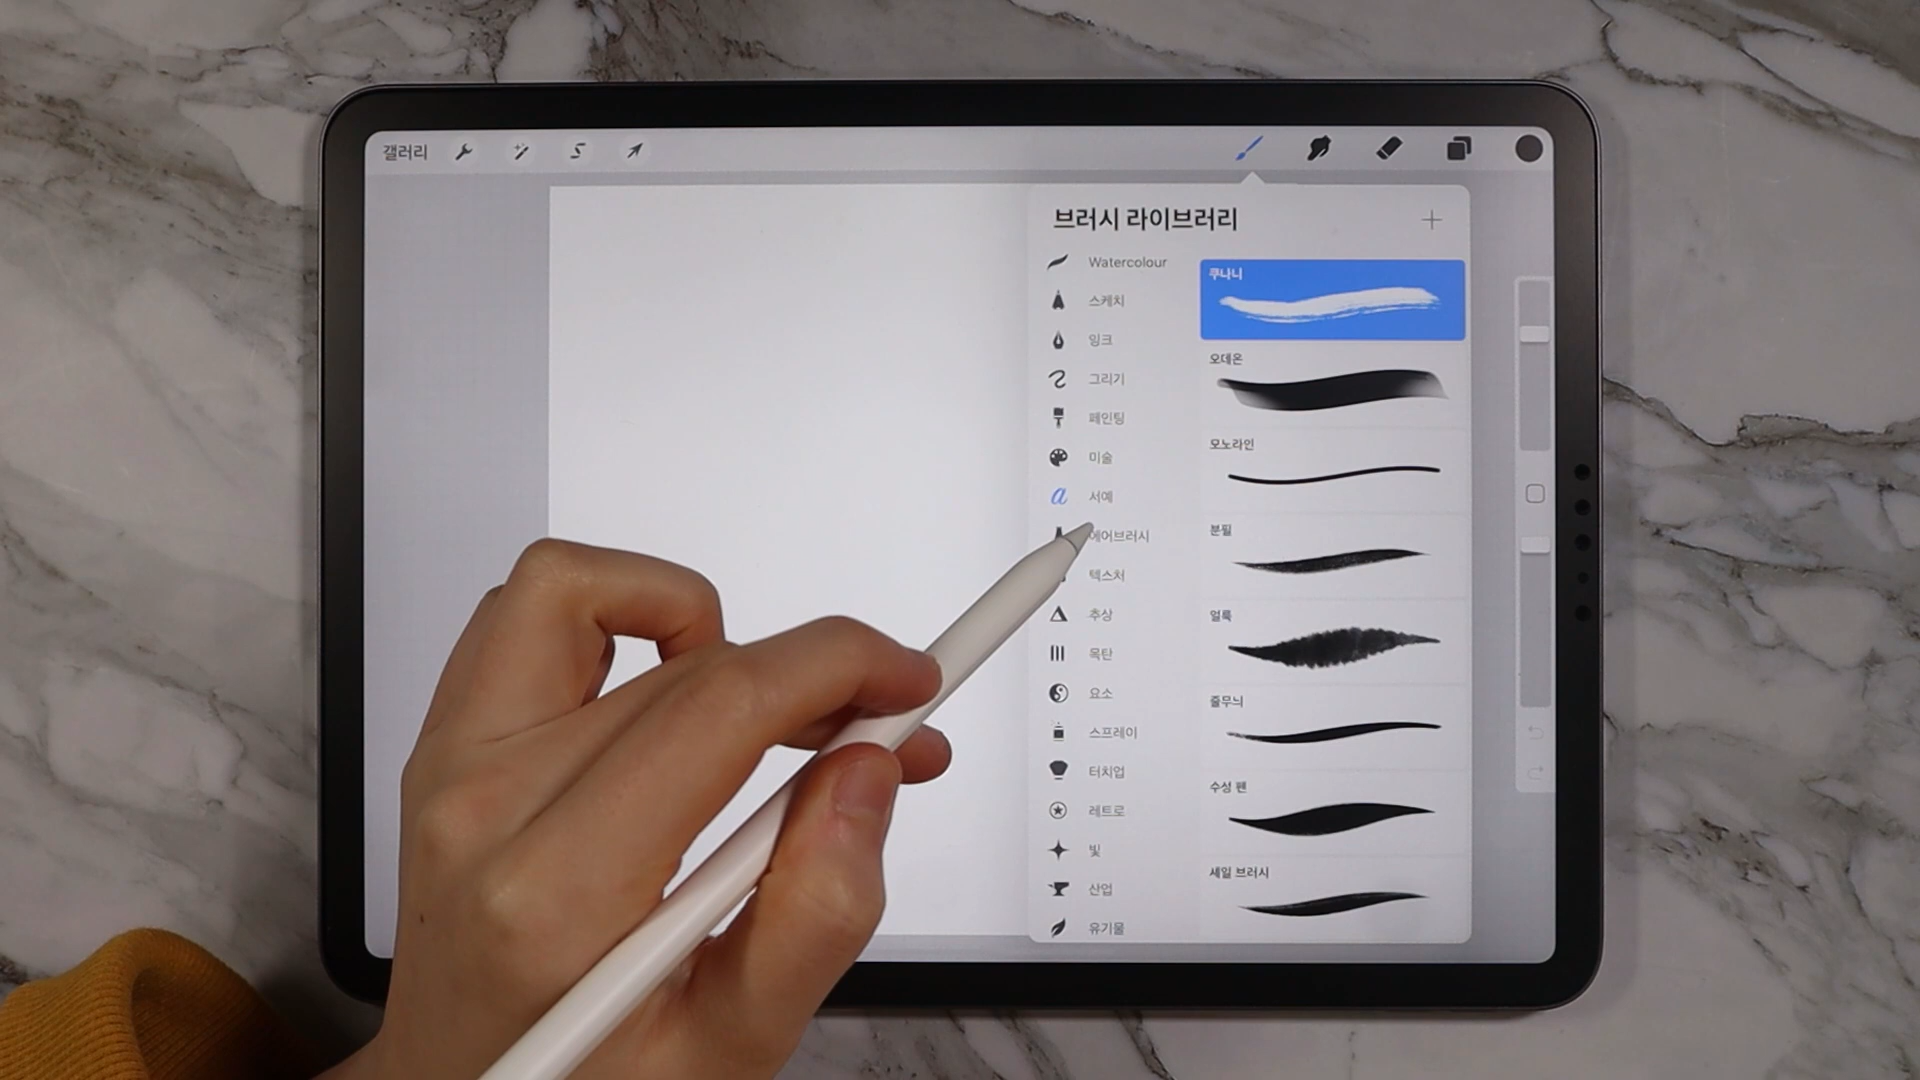 갤러리
브러시 라이브러리
Watercolour
스케치
잉크
그리기
페인팅
미술
서예
에어브러시
텍스처
추상
목탄
요소
스프레이
터치업
레트로
빛
산업
유기물
쿠나니
오데온
모노라인
분필
얼룩
줄무늬
수성 펜
셰일 브러시